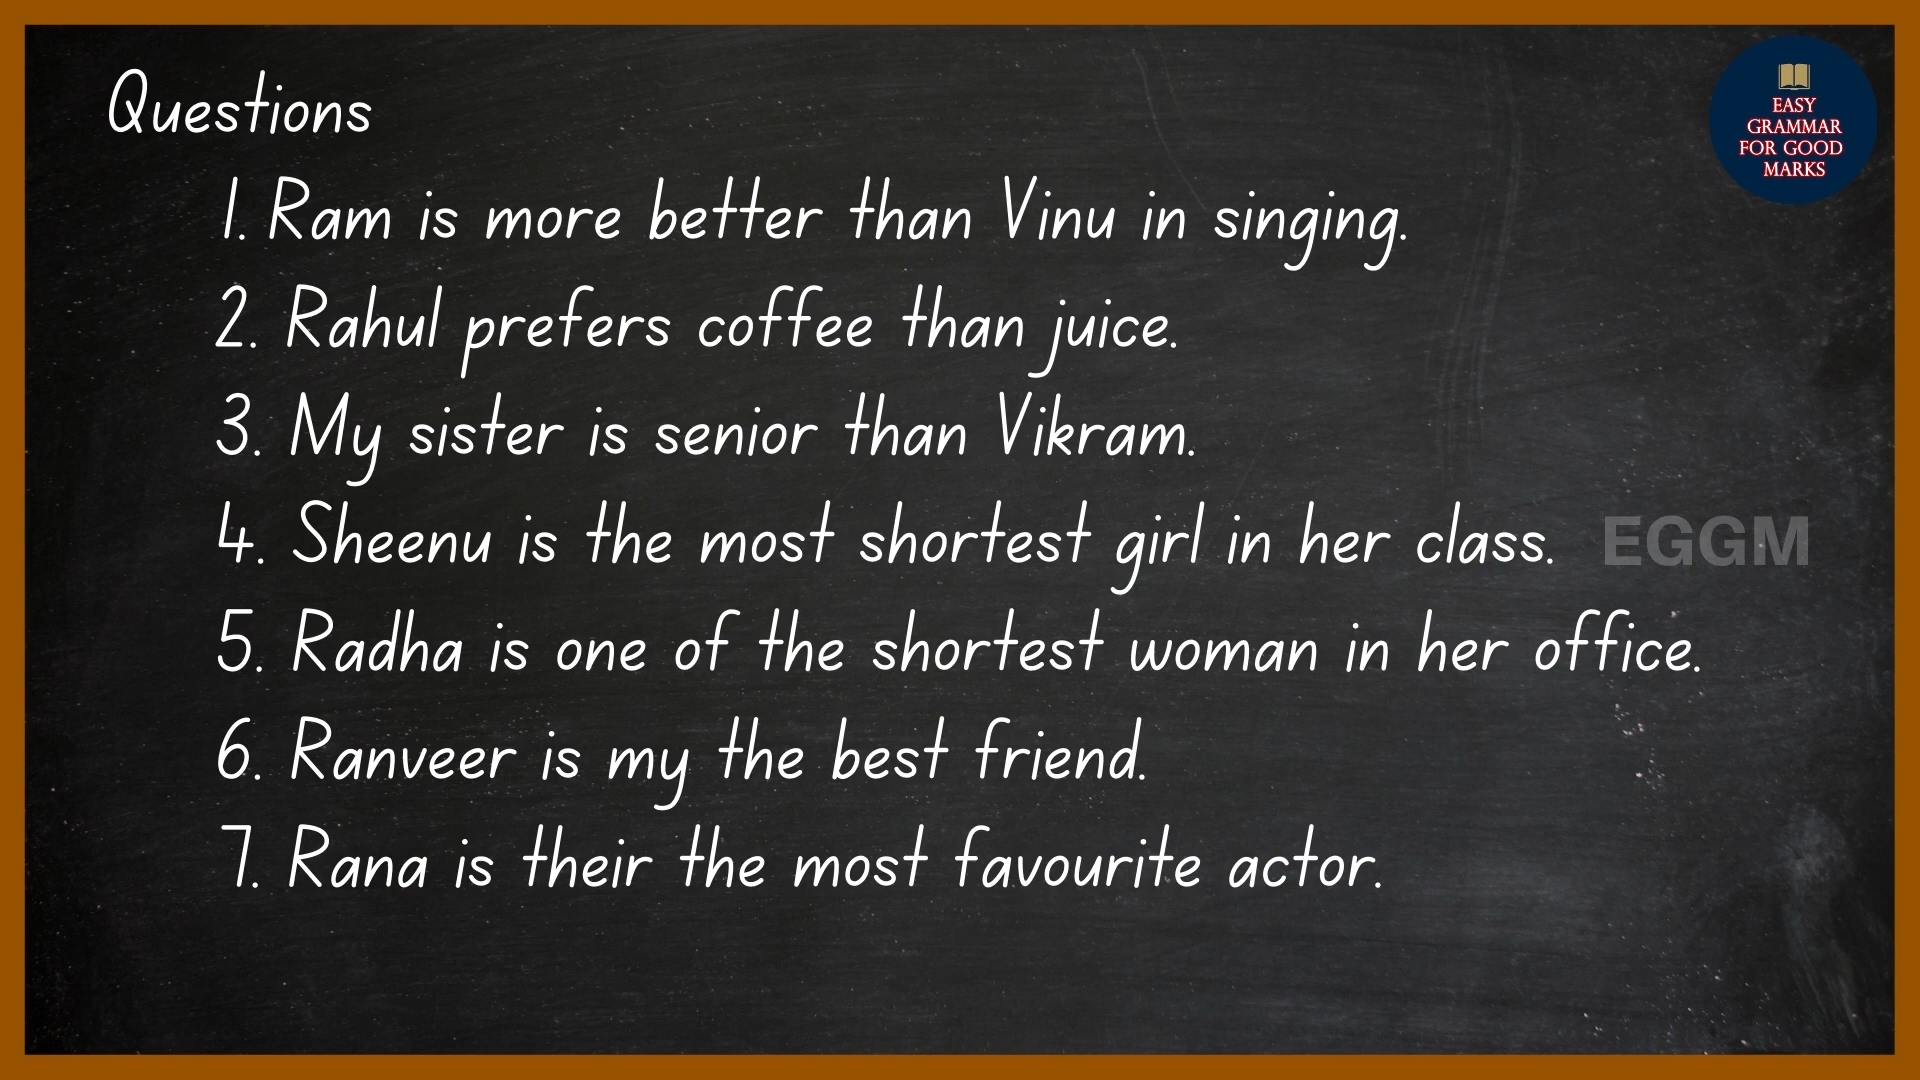 Questions
EASY
GRAMMAR
FOR GOOD
MARKS
1. Ram is more better than Vinu in singing.
2. Rahul prefers coffee than juice.
3. My sister is senior than Vikram.
4. Sheenu is the most shortest girl in her class.
EGGM
5. Radha is one of the shortest woman in her office.
6. Ranveer is my the best friend.
7. Rana is their the most favourite actor.